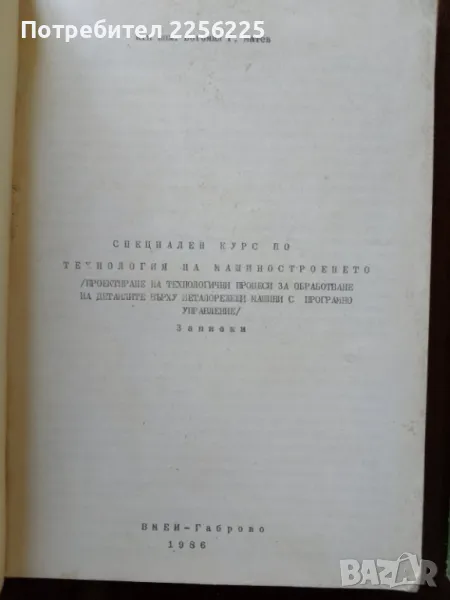 Потребител 2256225
СПЕЦИАЛЕН КУРС ПО
ТЕХНОЛОГИЯ НА МАШИНОСТРОЕНЕТО
/ПРОЕКТИРАНЕ НА ТЕХНОЛОГИЧНИ ПРОЦЕСИ ЗА ОБРАБОТВАНЕ
НА ДЕТАЙЛИТЕ ВЪРХУ МЕТАЛОРЕЖЕЩИ МАШИНИ С ПРОГРАМНО
УПРАВЛЕНИЕ/
Записки
ВМЕИ-Габрово
1986
BAZAR